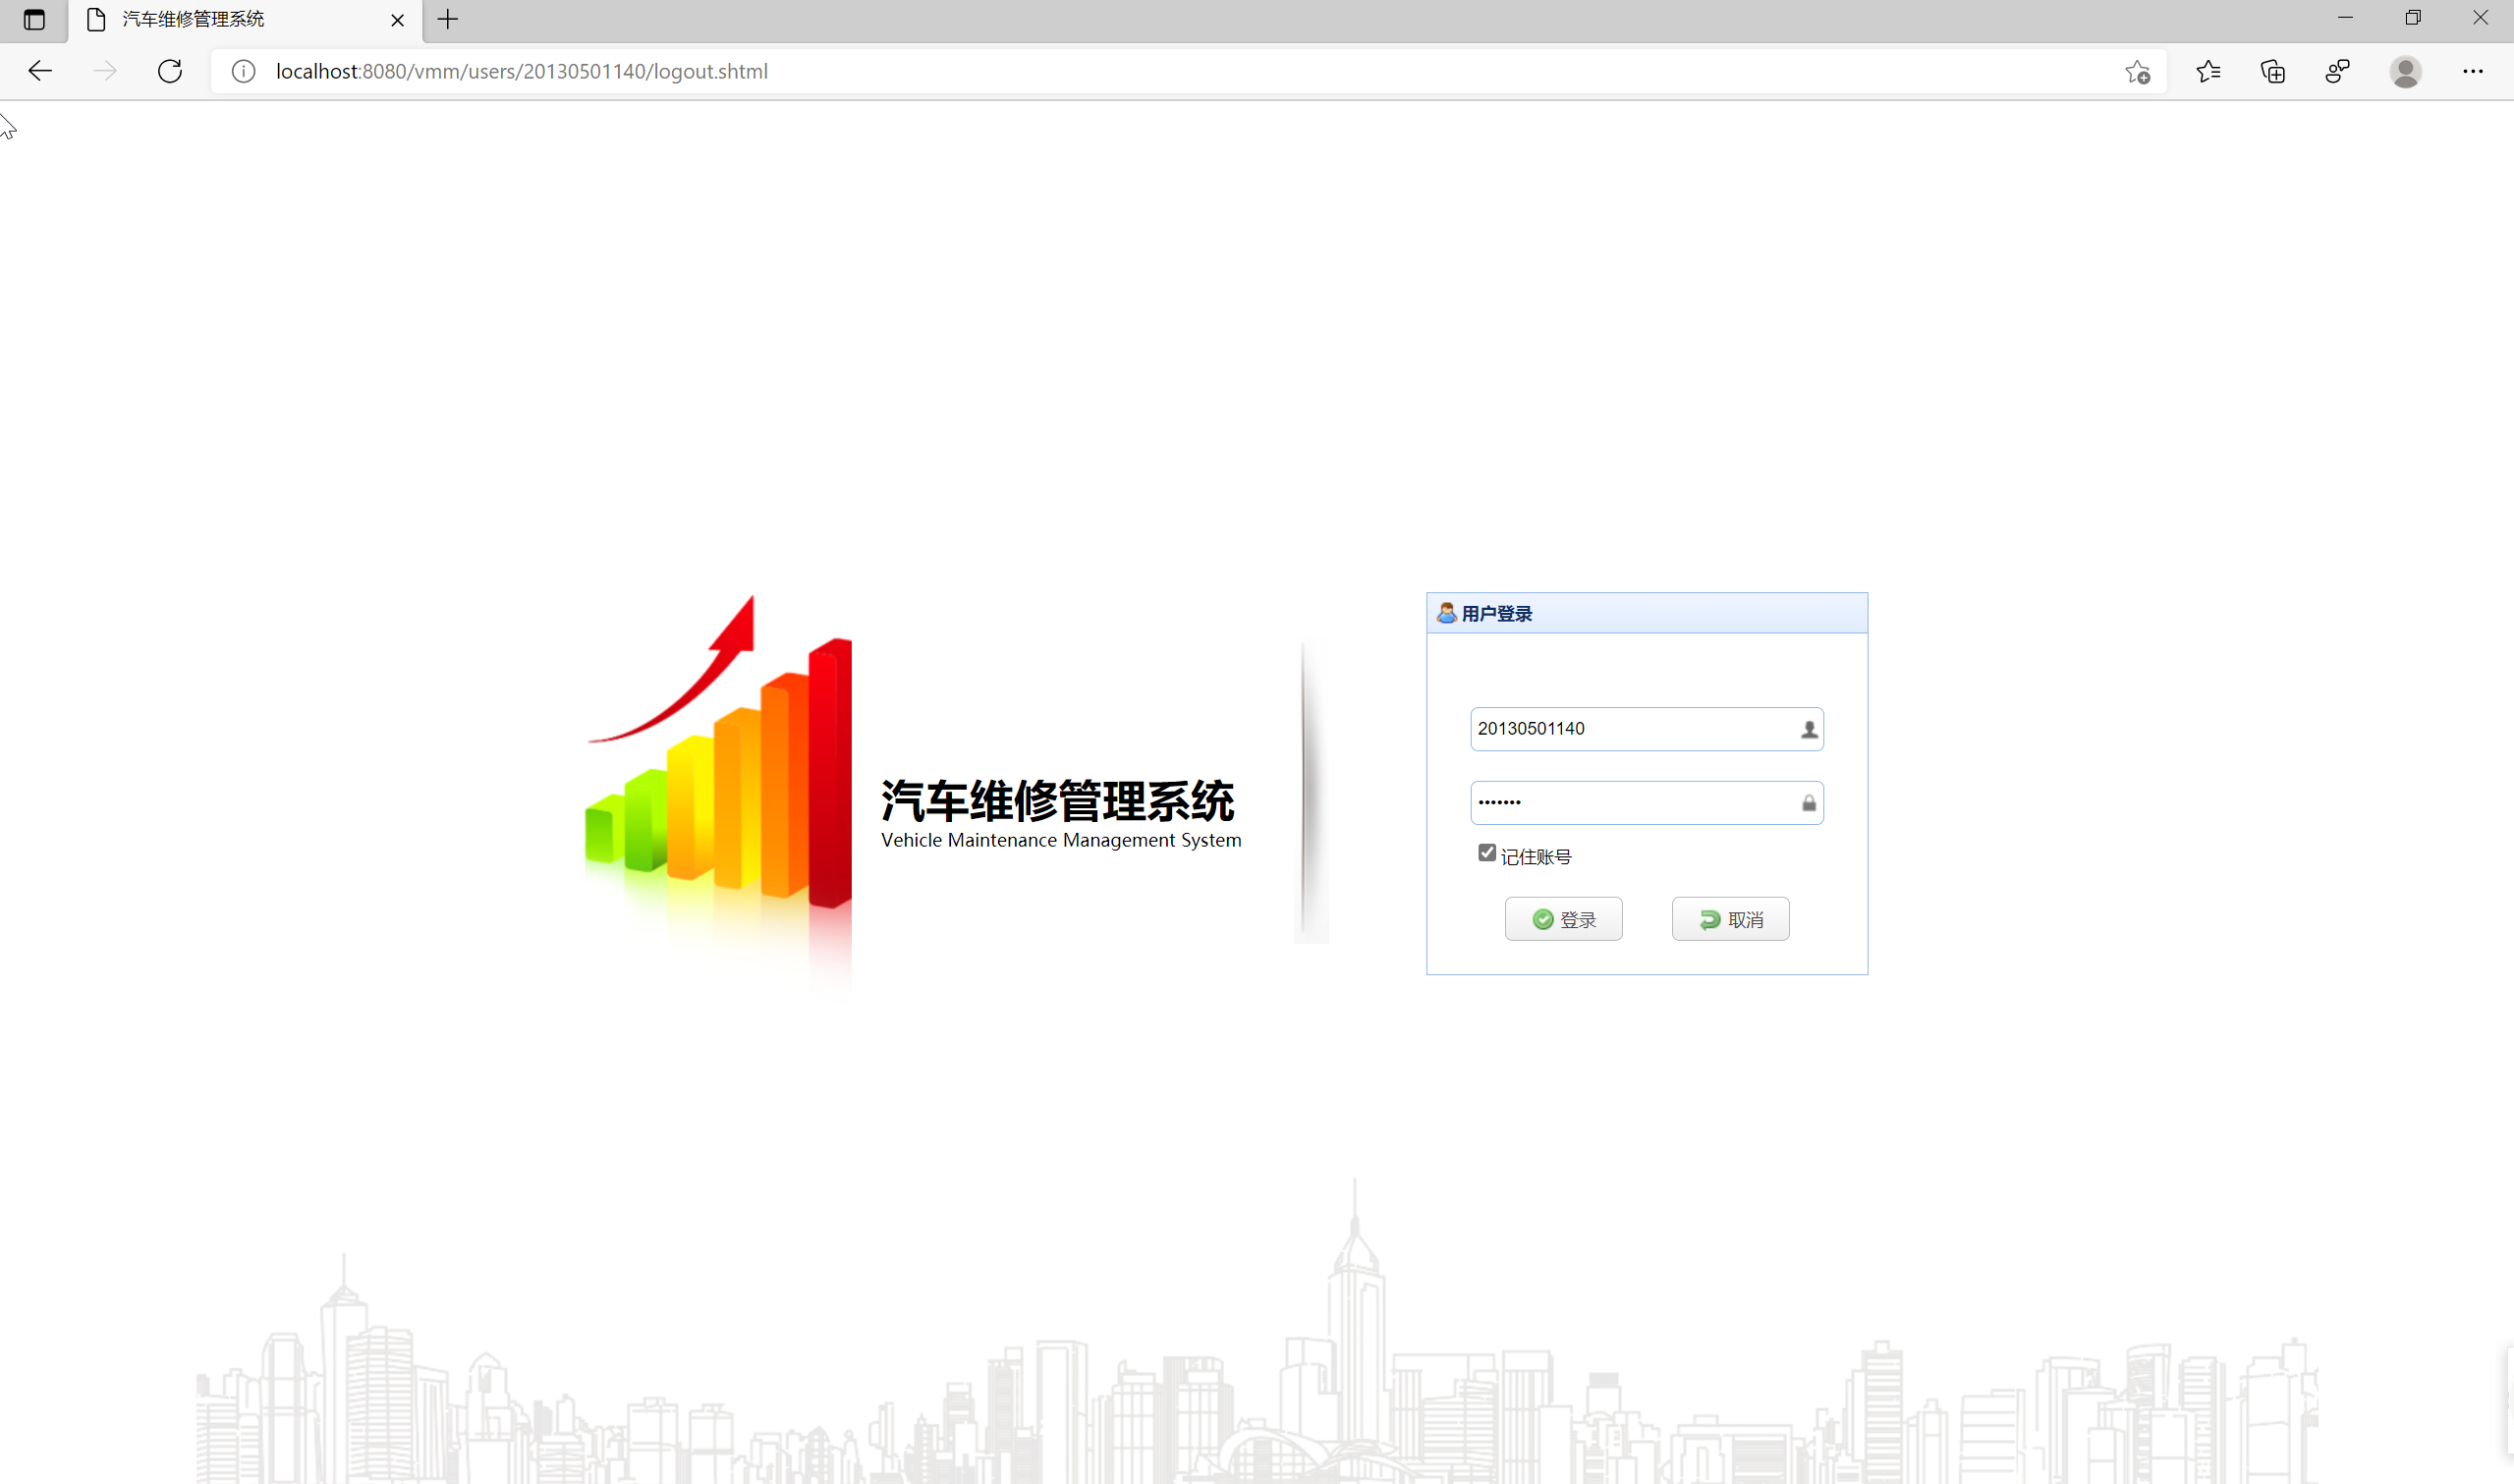 汽车维修管理系统
localhost:8080/vmm/users/20130501140/logout.shtml
用户登录
20130501140
•••••••
汽车维修管理系统
Vehicle Maintenance Management System
记住账号
登录 取消